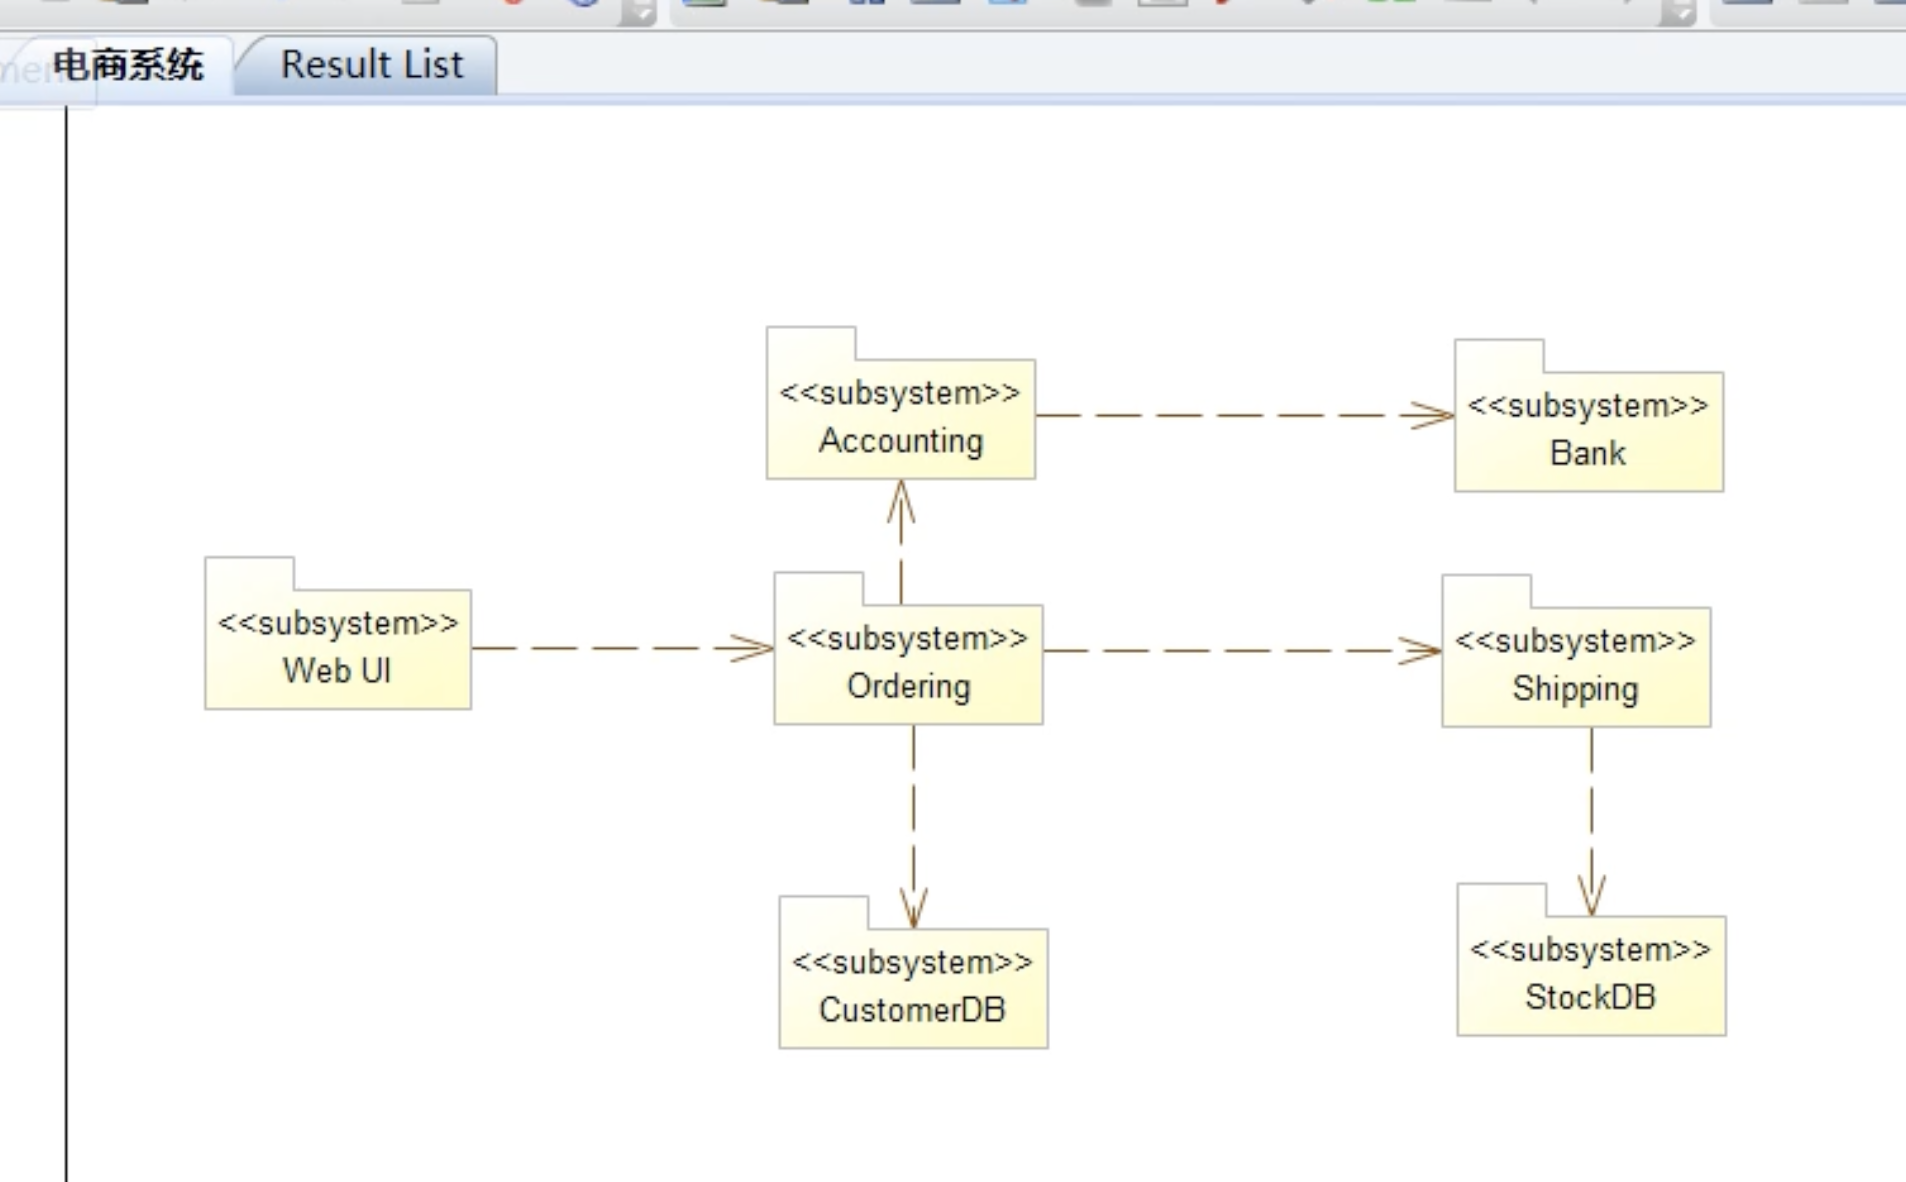 电商系统
Result List
<<subsystem>>
Accounting
<<subsystem>>
Bank
<<subsystem>>
Web UI
<<subsystem>>
Ordering
<<subsystem>>
Shipping
<<subsystem>>
CustomerDB
<<subsystem>>
StockDB